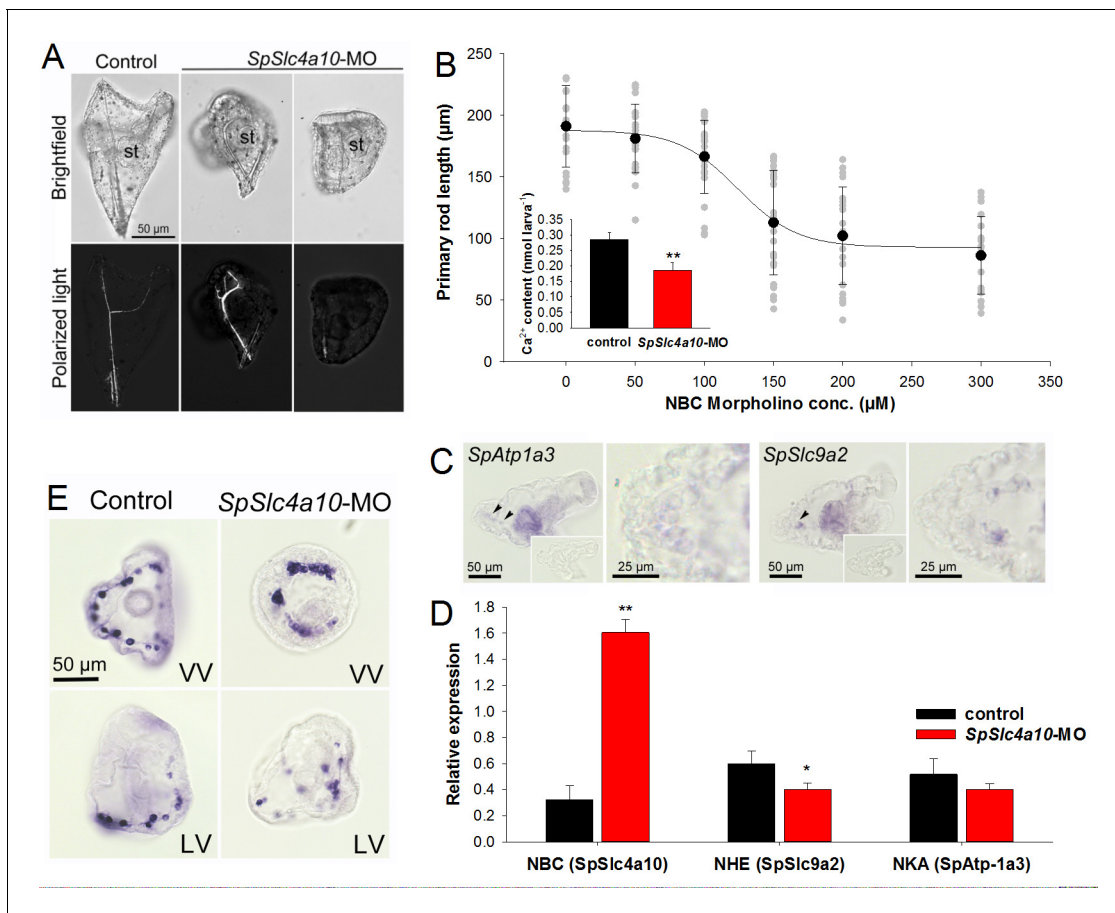 A
Control
SpSlc4a10-MO
Brightfield
st
st
st
50 µm
Polarized light
B
250
200
150
100
50
0
Primary rod length (µm)
0 50 100 150 200 250 300 350
NBC Morpholino conc. (µM)
0.35
0.30
0.25
0.20
0.15
0.10
0.05
0.00
Ca²⁺ content (nmol larva⁻¹)
**
control SpSlc4a10-MO
C
SpAtp1a3
50 µm
25 µm
SpSlc9a2
50 µm
25 µm
D
1.8
1.6
1.4
1.2
1.0
0.8
0.6
0.4
0.2
0.0
Relative expression
**
*
control
SpSlc4a10-MO
NBC (SpSlc4a10) NHE (SpSlc9a2) NKA (SpAtp-1a3)
E
Control
SpSlc4a10-MO
50 µm
VV
VV
LV
LV